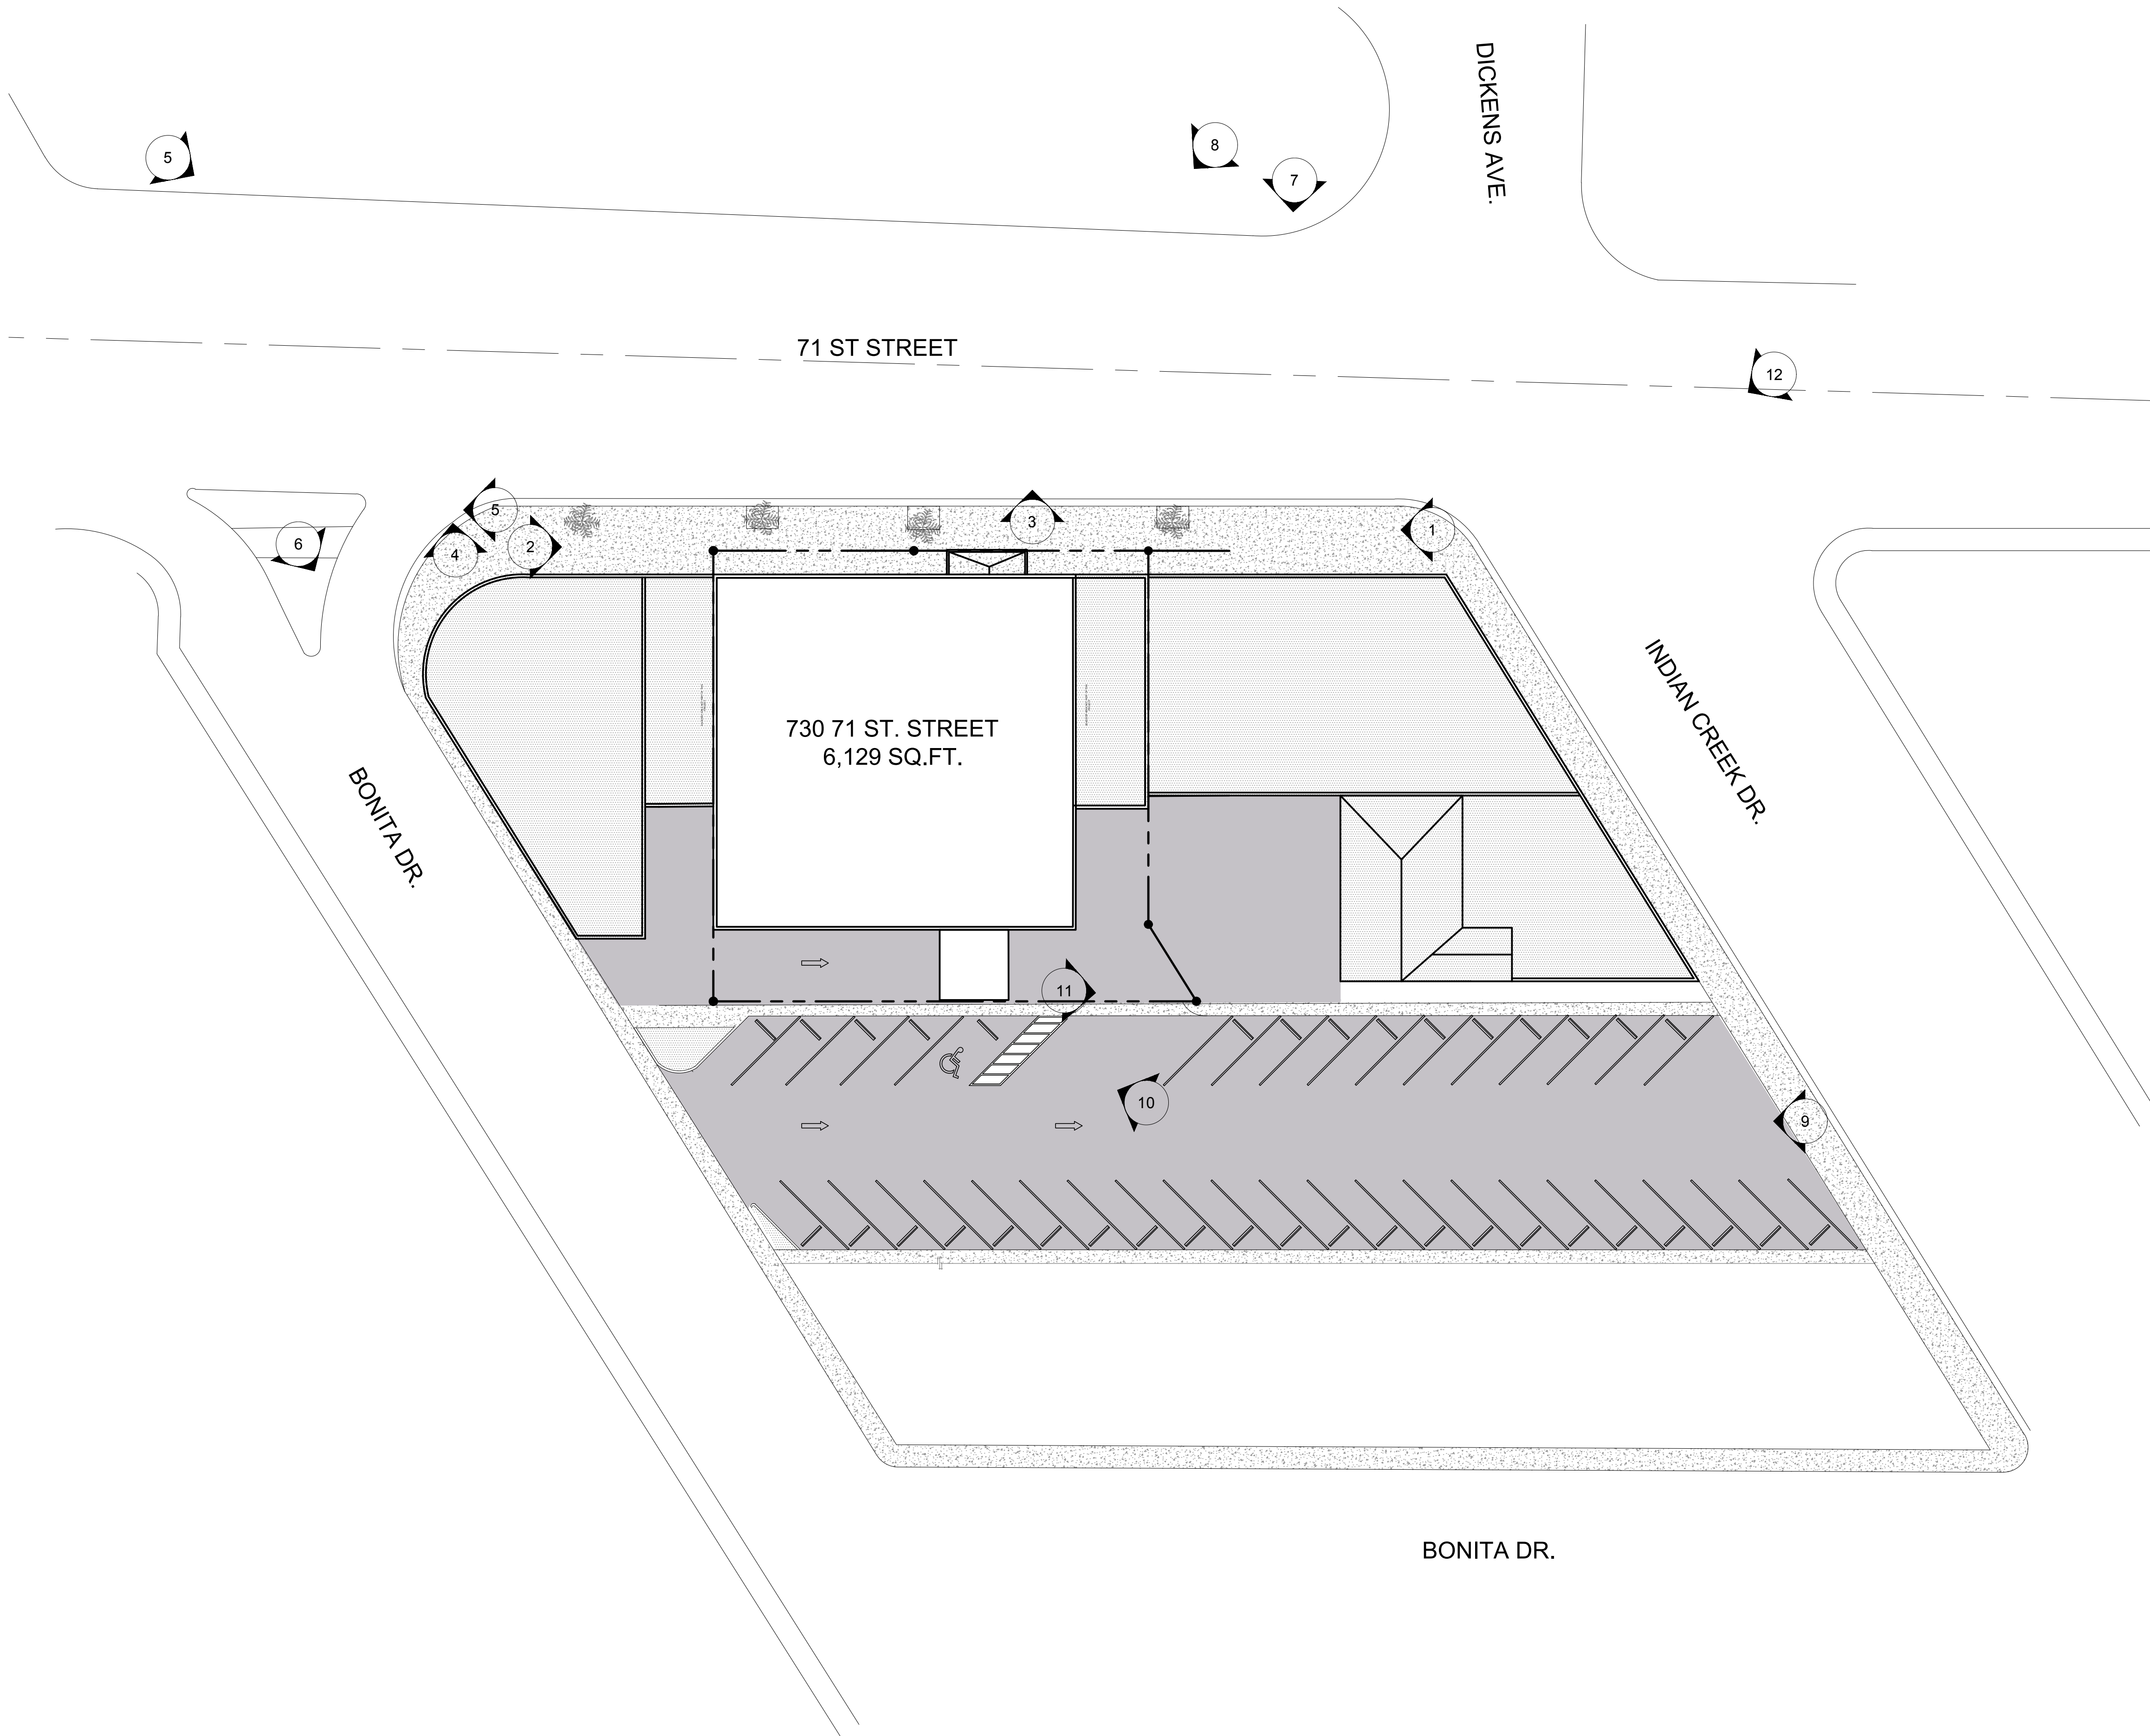 DICKENS AVE.
5
8
7
71 ST STREET
12
5
3
1
2
4
6
730 71 ST. STREET
6,129 SQ.FT.
INDIAN CREEK DR.
BONITA DR.
11
10
9
BONITA DR.